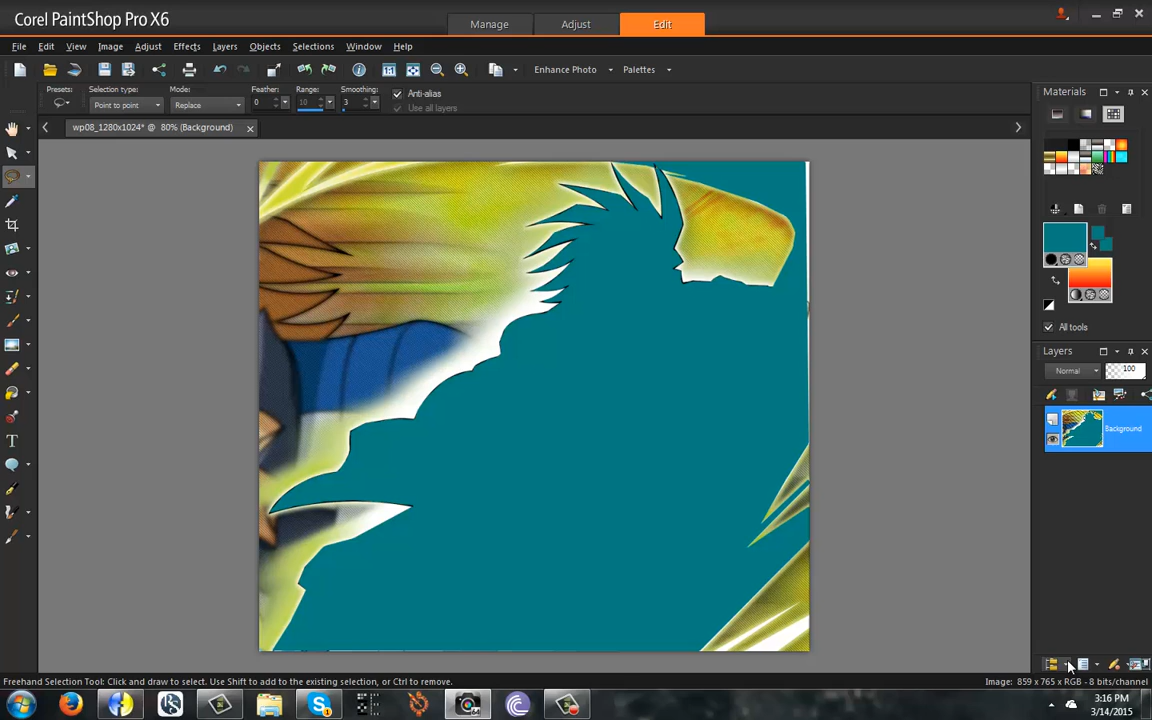 Corel PaintShop Pro X6
Manage
Adjust
Edit
File Edit View Image Adjust Effects Layers Objects Selections Window Help
Enhance Photo
Palettes
Presets:
Selection type:
Mode:
Feather:
Range:
Smoothing:
Anti-alias
Point to point
Replace
0
10
3
Use all layers
wp08_1280x1024* @ 80% (Background)
Materials
All tools
Layers
Normal
100
Background
Freehand Selection Tool: Click and draw to select. Use Shift to add to the existing selection, or Ctrl to remove.
Image: 859 x 765 x RGB - 8 bits/channel
3:16 PM
3/14/2015